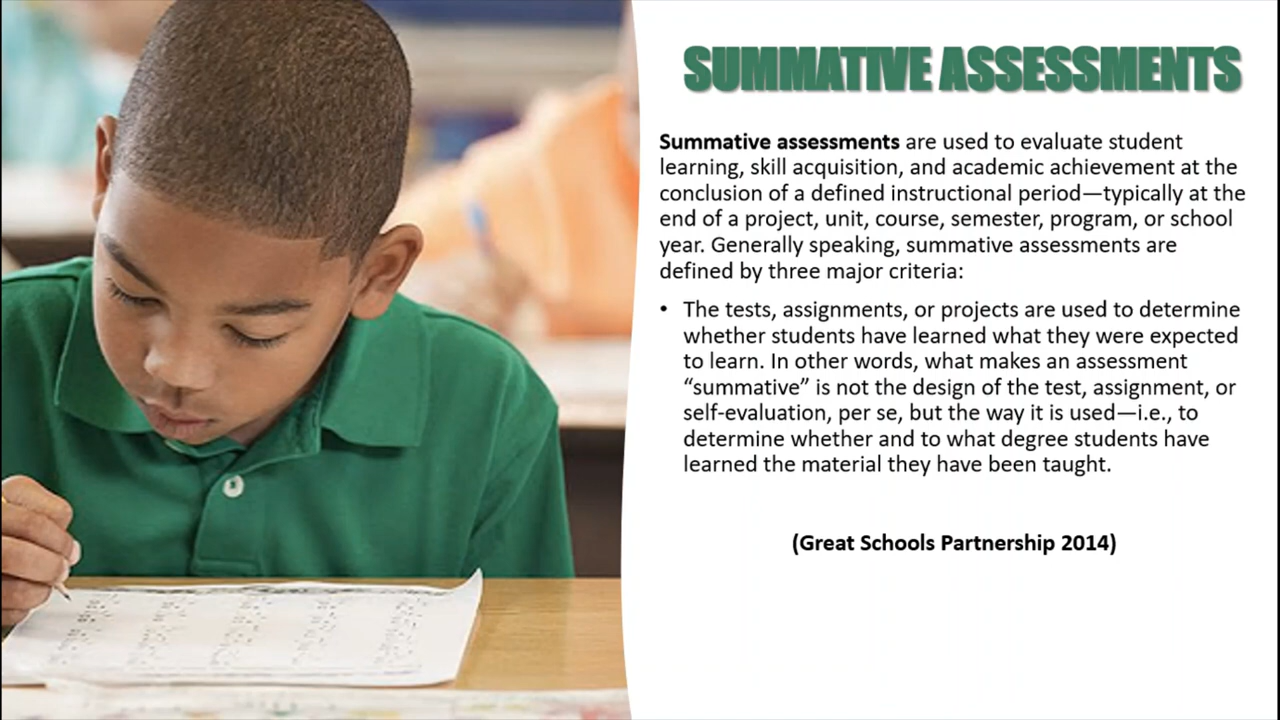 SUMMATIVE ASSESSMENTS
Summative assessments are used to evaluate student
learning, skill acquisition, and academic achievement at the
conclusion of a defined instructional period—typically at the
end of a project, unit, course, semester, program, or school
year. Generally speaking, summative assessments are
defined by three major criteria:
• The tests, assignments, or projects are used to determine
whether students have learned what they were expected
to learn. In other words, what makes an assessment
“summative” is not the design of the test, assignment, or
self-evaluation, per se, but the way it is used—i.e., to
determine whether and to what degree students have
learned the material they have been taught.
(Great Schools Partnership 2014)